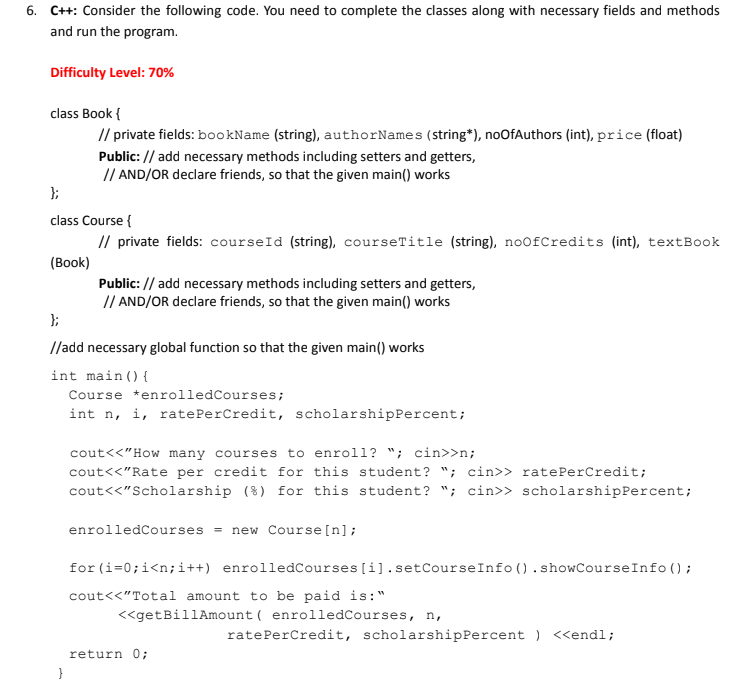 6. C++: Consider the following code. You need to complete the classes along with necessary fields and methods
and run the program.
Difficulty Level: 70%
class Book {
// private fields: bookName (string), authorNames (string*), noOfAuthors (int), price (float)
Public: // add necessary methods including setters and getters,
// AND/OR declare friends, so that the given main() works
};
class Course {
// private fields: courseId (string), courseTitle (string), noOfCredits (int), textBook
(Book)
Public: // add necessary methods including setters and getters,
// AND/OR declare friends, so that the given main() works
};
//add necessary global function so that the given main() works
int main(){
Course *enrolledCourses;
int n, i, ratePerCredit, scholarshipPercent;
cout<<”How many courses to enroll? “; cin>>n;
cout<<”Rate per credit for this student? “; cin>> ratePerCredit;
cout<<”Scholarship (%) for this student? “; cin>> scholarshipPercent;
enrolledCourses = new Course[n];
for(i=0;i<n;i++) enrolledCourses[i].setCourseInfo().showCourseInfo();
cout<<”Total amount to be paid is:“
<<getBillAmount( enrolledCourses, n,
ratePerCredit, scholarshipPercent ) <<endl;
return 0;
}